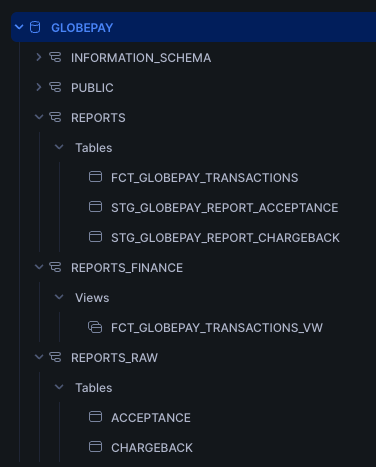 GLOBEPAY
INFORMATION_SCHEMA
PUBLIC
REPORTS
Tables
FCT_GLOBEPAY_TRANSACTIONS
STG_GLOBEPAY_REPORT_ACCEPTANCE
STG_GLOBEPAY_REPORT_CHARGEBACK
REPORTS_FINANCE
Views
FCT_GLOBEPAY_TRANSACTIONS_VW
REPORTS_RAW
Tables
ACCEPTANCE
CHARGEBACK